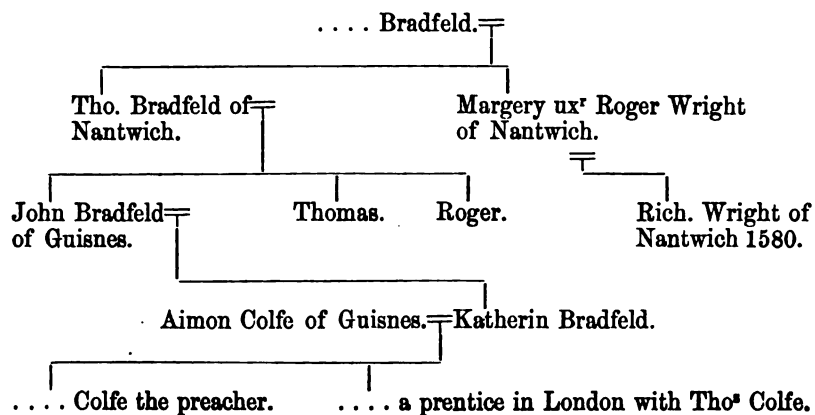 . . . . Bradfeld.
Tho. Bradfeld of
Nantwich.
Margery uxʳ Roger Wright
of Nantwich.
John Bradfeld
of Guisnes.
Thomas.
Roger.
Rich. Wright of
Nantwich 1580.
Aimon Colfe of Guisnes. Katherin Bradfeld.
. . . . Colfe the preacher.
. . . . a prentice in London with Thoˢ Colfe.